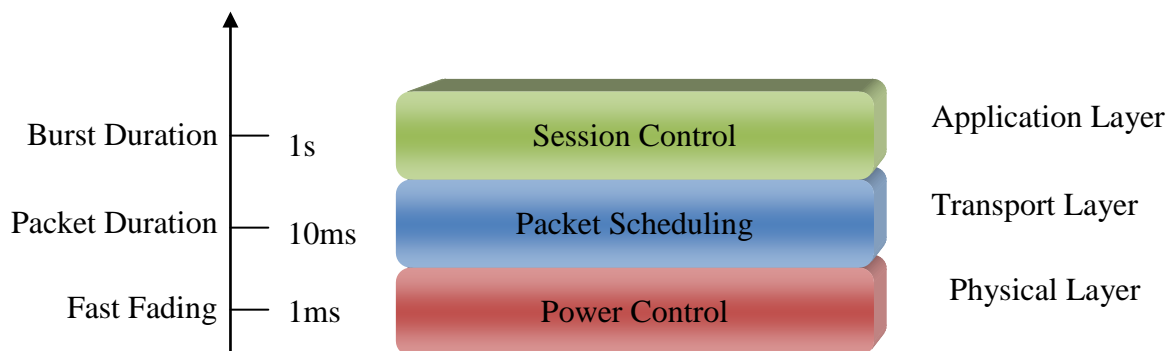 Burst Duration
1s
Session Control
Application Layer
Packet Duration
10ms
Packet Scheduling
Transport Layer
Fast Fading
1ms
Power Control
Physical Layer